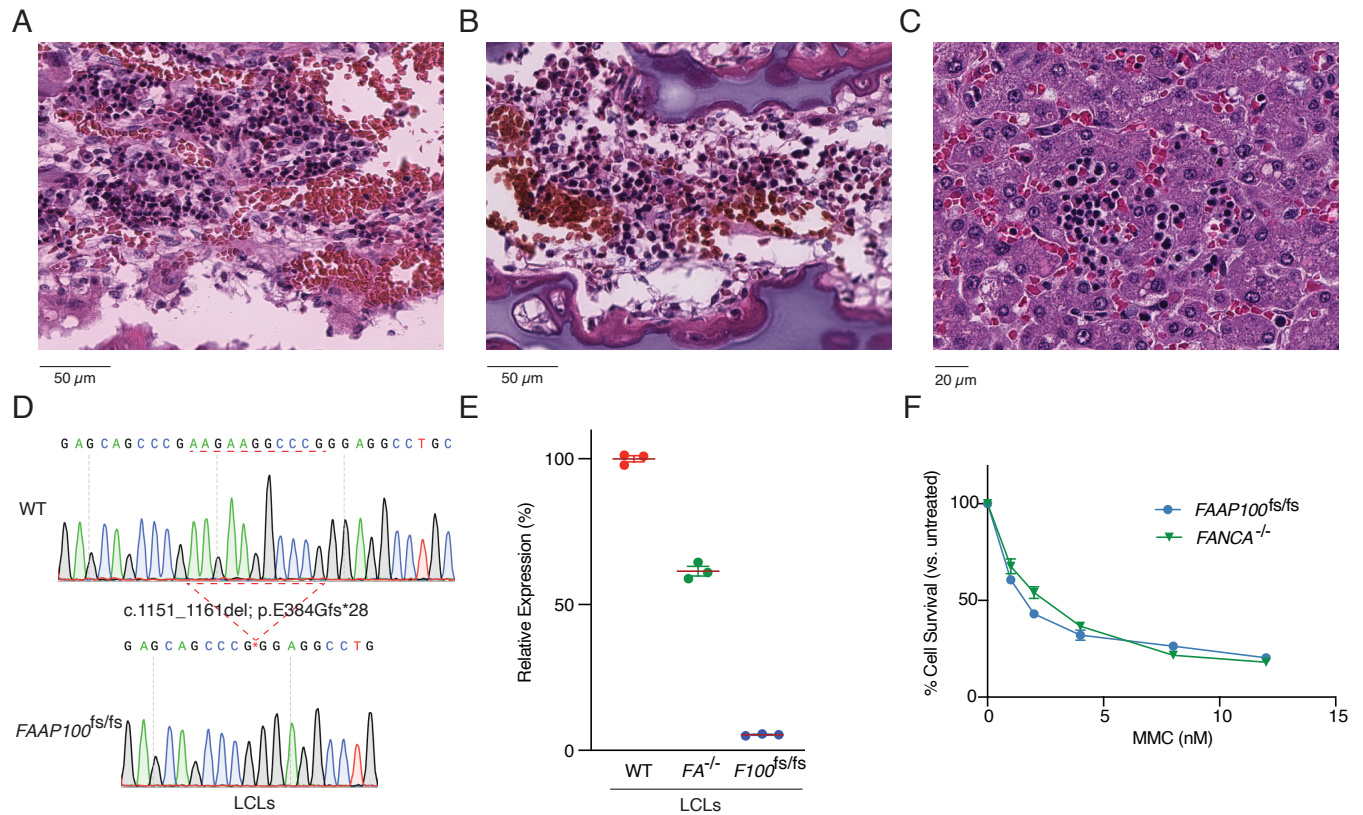 A
B
C
50 µm
50 µm
20 µm
D
GAGCAGCCCGAAGAAGGCCCGGGAGGCCTGC
WT
c.1151_1161del; p.E384Gfs*28
GAGCAGCCCG*GGAGGCCTG
FAAP100fs/fs
LCLs
E
Relative Expression (%)
100
50
0
WT
FA-/-
F100fs/fs
LCLs
F
% Cell Survival (vs. untreated)
100
50
0
0
5
10
15
MMC (nM)
FAAP100fs/fs
FANCA-/-